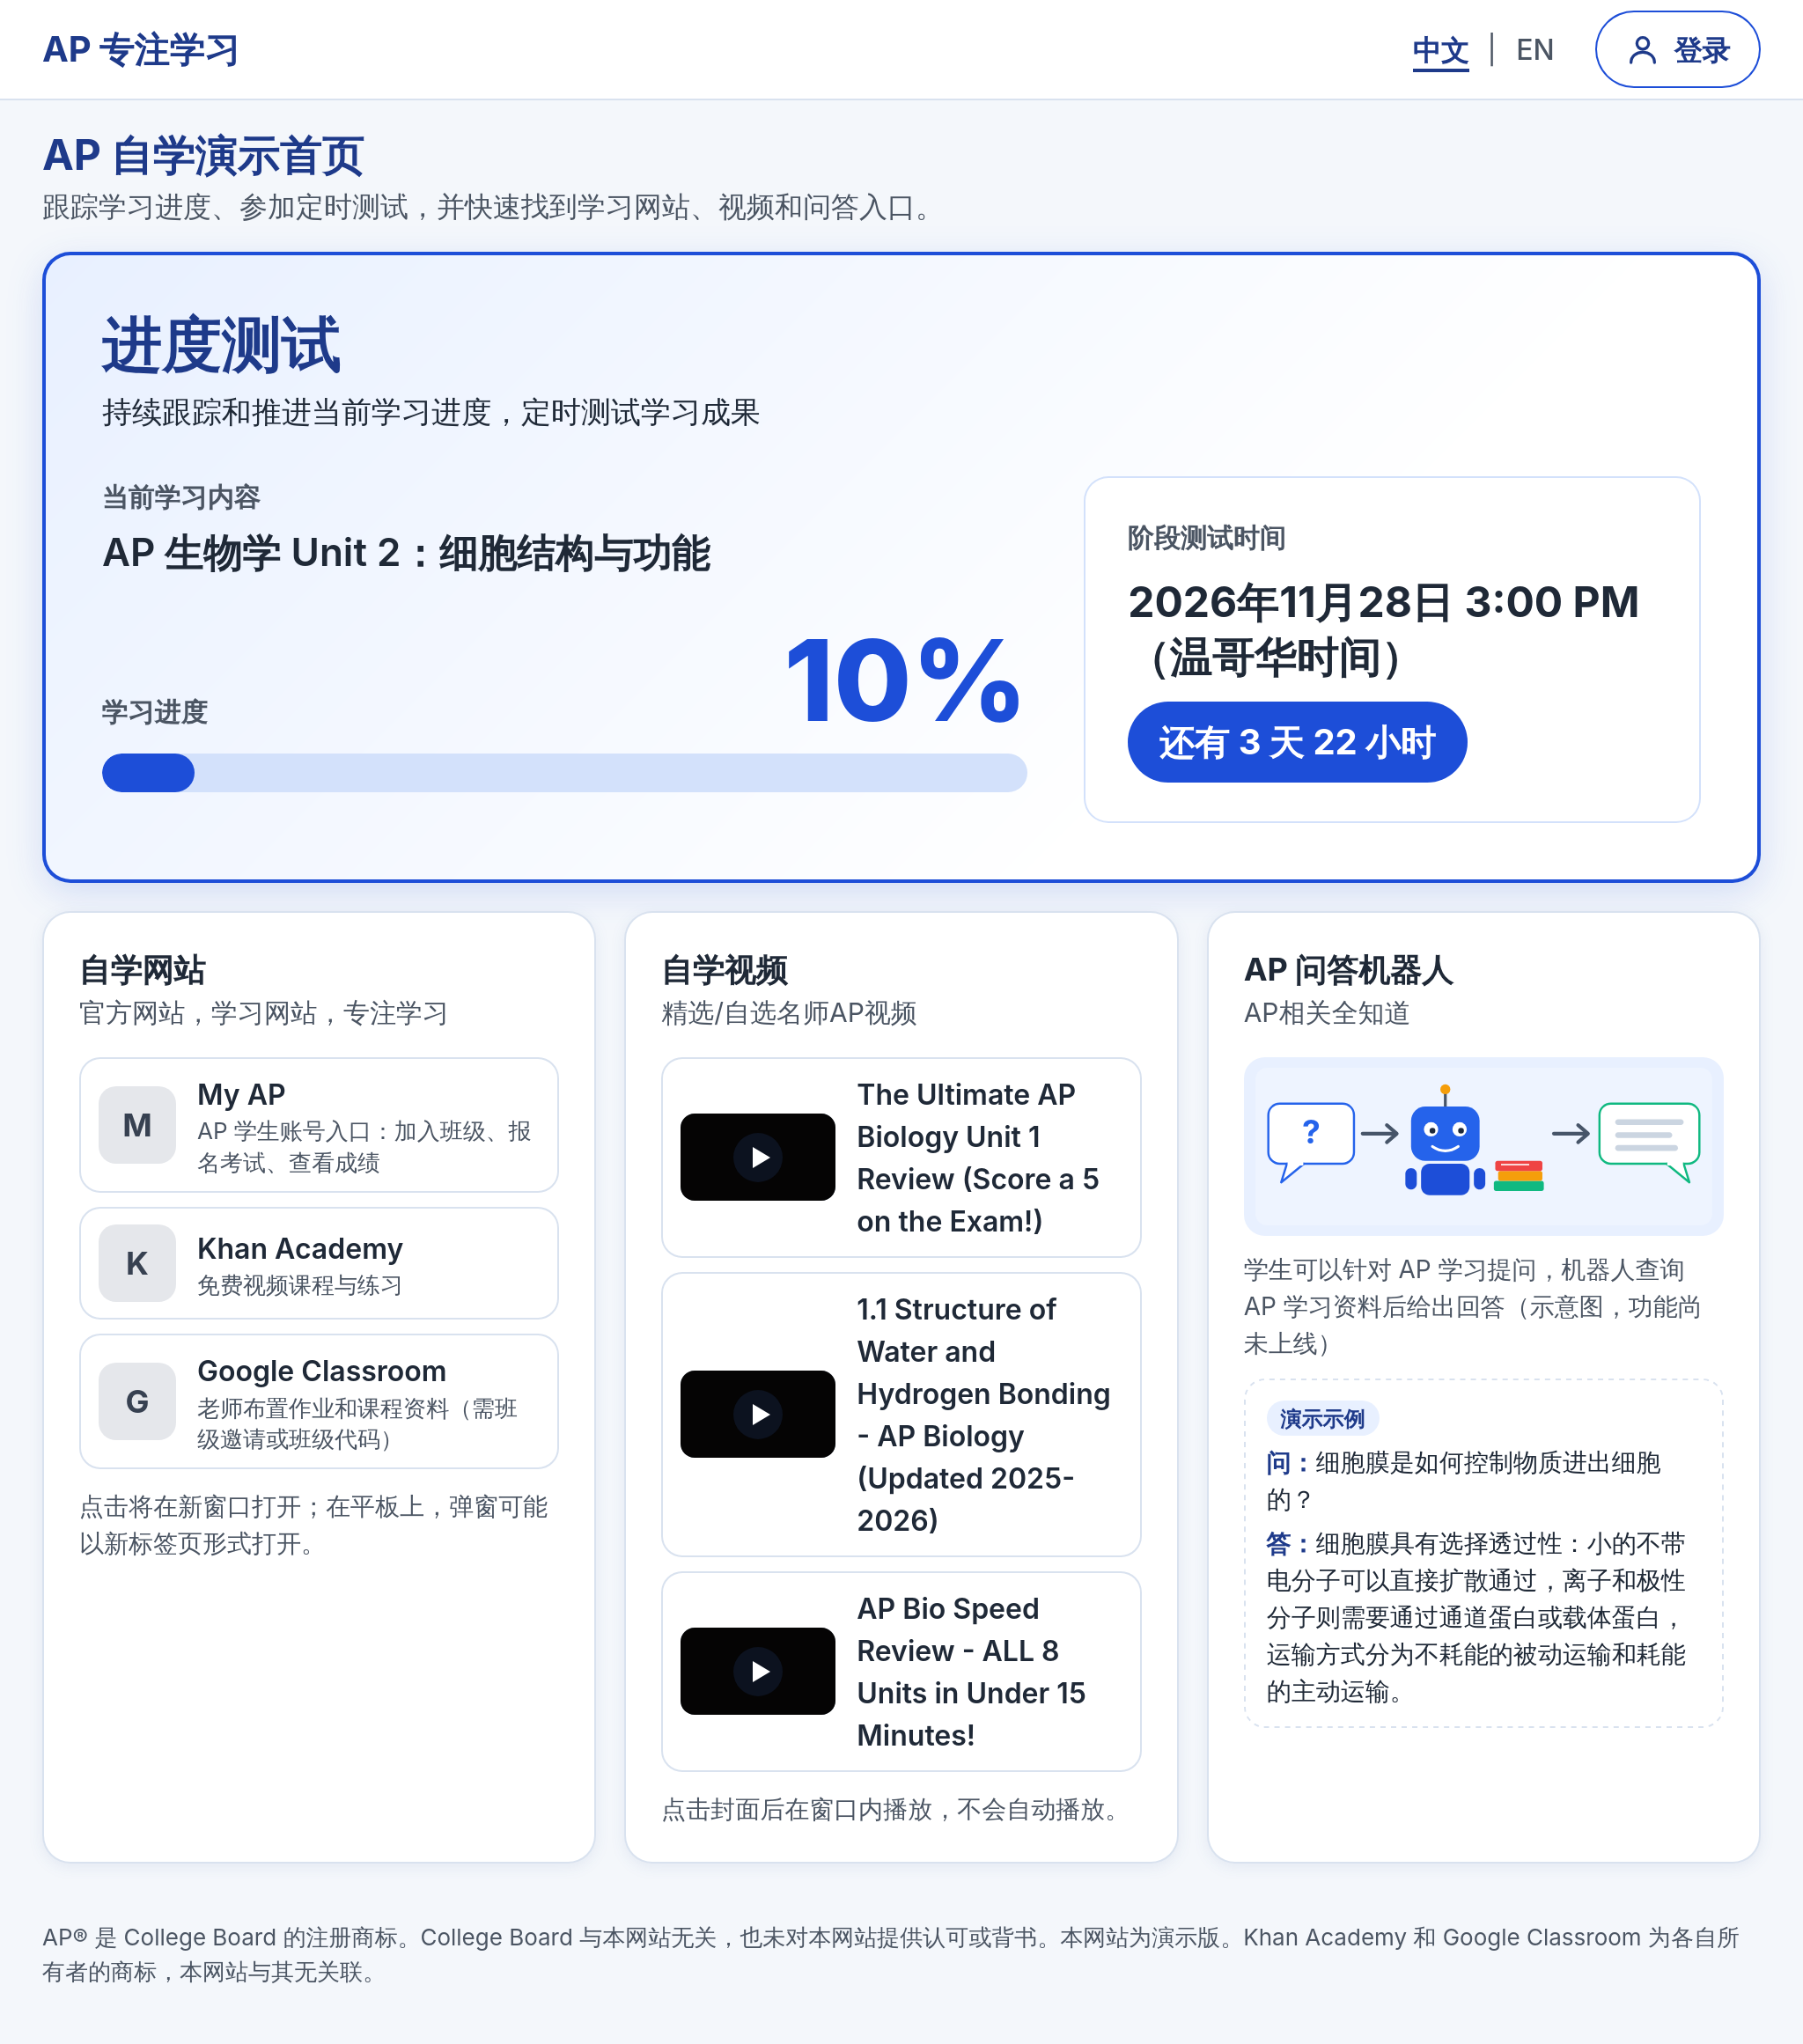 AP 专注学习
中文 | EN
登录
AP 自学演示首页
跟踪学习进度、参加定时测试，并快速找到学习网站、视频和问答入口。
进度测试
持续跟踪和推进当前学习进度，定时测试学习成果
当前学习内容
AP 生物学 Unit 2：细胞结构与功能
学习进度
10%
阶段测试时间
2026年11月28日 3:00 PM
（温哥华时间）
还有 3 天 22 小时
自学网站
官方网站，学习网站，专注学习
M
My AP
AP 学生账号入口：加入班级、报
名考试、查看成绩
K
Khan Academy
免费视频课程与练习
G
Google Classroom
老师布置作业和课程资料（需班
级邀请或班级代码）
点击将在新窗口打开；在平板上，弹窗可能
以新标签页形式打开。
自学视频
精选/自选名师AP视频
The Ultimate AP
Biology Unit 1
Review (Score a 5
on the Exam!)
1.1 Structure of
Water and
Hydrogen Bonding
- AP Biology
(Updated 2025-
2026)
AP Bio Speed
Review - ALL 8
Units in Under 15
Minutes!
点击封面后在窗口内播放，不会自动播放。
AP 问答机器人
AP相关全知道
?
学生可以针对 AP 学习提问，机器人查询
AP 学习资料后给出回答（示意图，功能尚
未上线）
演示示例
问：细胞膜是如何控制物质进出细胞
的？
答：细胞膜具有选择透过性：小的不带
电分子可以直接扩散通过，离子和极性
分子则需要通过通道蛋白或载体蛋白，
运输方式分为不耗能的被动运输和耗能
的主动运输。
AP® 是 College Board 的注册商标。College Board 与本网站无关，也未对本网站提供认可或背书。本网站为演示版。Khan Academy 和 Google Classroom 为各自所
有者的商标，本网站与其无关联。